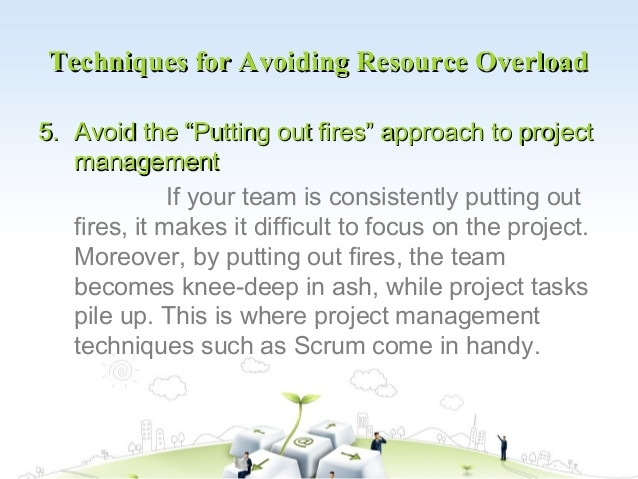 Techniques for Avoiding Resource Overload
5. Avoid the “Putting out fires” approach to project
management
If your team is consistently putting out
fires, it makes it difficult to focus on the project.
Moreover, by putting out fires, the team
becomes knee-deep in ash, while project tasks
pile up. This is where project management
techniques such as Scrum come in handy.
@